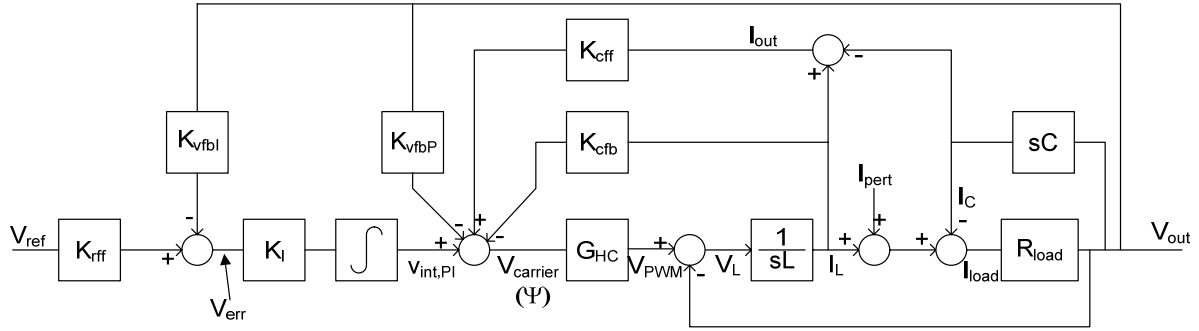 K_cff
I_out
-
+
K_vfbI
K_vfbP
K_cfb
sC
I_pert
I_C
-
-
+
-
+
-
V_ref
K_rff
+
K_I
∫
+
G_HC
+
1
sL
+
+
-
R_load
V_out
V_err
v_int,PI
V_carrier
(Ψ)
V_PWM
-
V_L
I_L
I_load